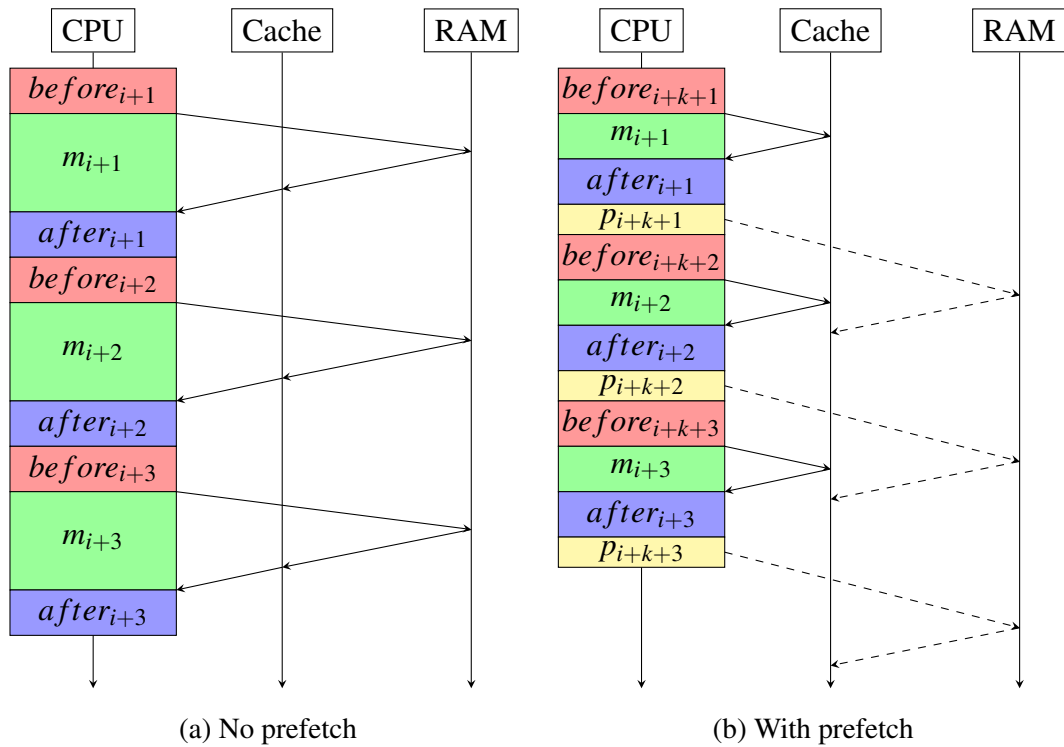 CPU
Cache
RAM
before_{i+1}
m_{i+1}
after_{i+1}
before_{i+2}
m_{i+2}
after_{i+2}
before_{i+3}
m_{i+3}
after_{i+3}
(a) No prefetch
CPU
Cache
RAM
before_{i+k+1}
m_{i+1}
after_{i+1}
p_{i+k+1}
before_{i+k+2}
m_{i+2}
after_{i+2}
p_{i+k+2}
before_{i+k+3}
m_{i+3}
after_{i+3}
p_{i+k+3}
(b) With prefetch